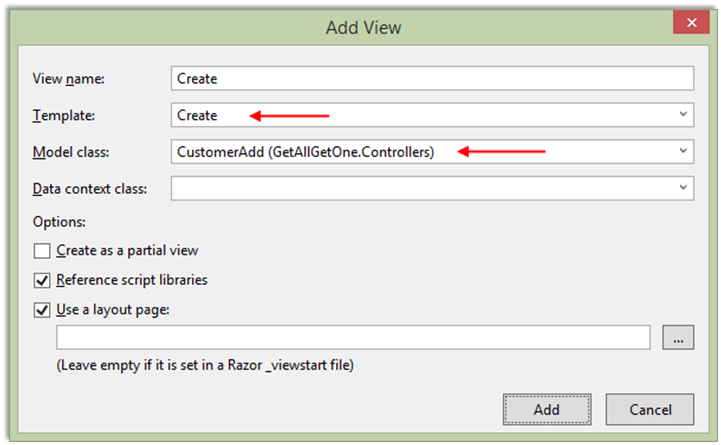 Add View
View name: Create
Template: Create
Model class: CustomerAdd (GetAllGetOne.Controllers)
Data context class:
Options:
Create as a partial view
Reference script libraries
Use a layout page:
...
(Leave empty if it is set in a Razor _viewstart file)
Add Cancel